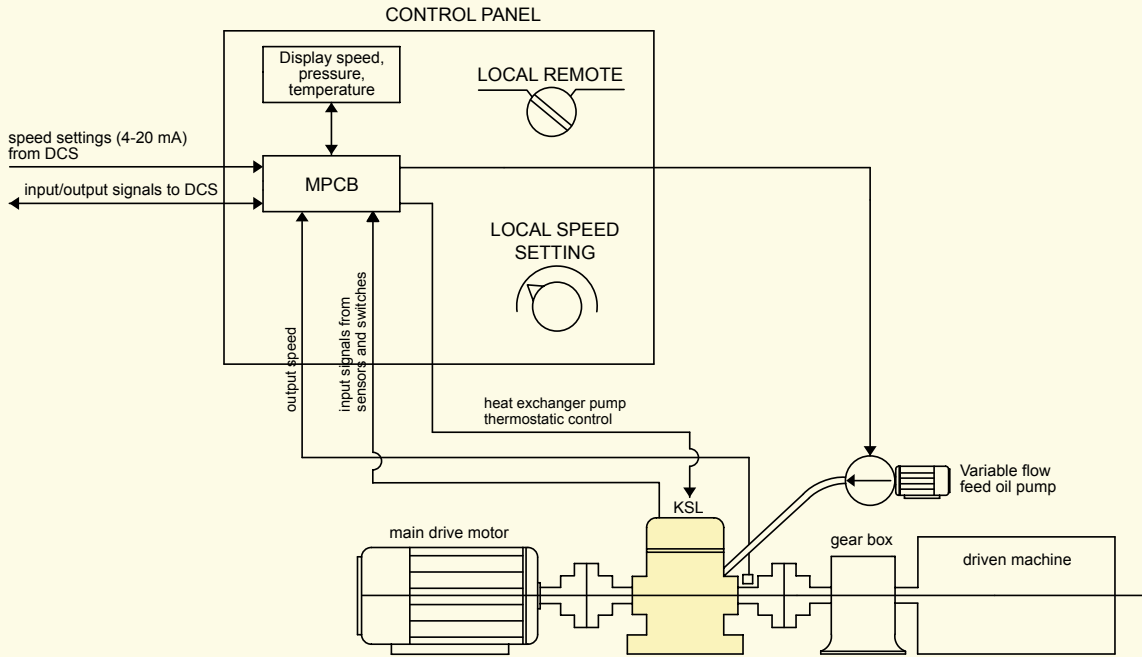 CONTROL PANEL
Display speed,
pressure,
temperature
LOCAL REMOTE
speed settings (4-20 mA)
from DCS
MPCB
input/output signals to DCS
LOCAL SPEED
SETTING
output speed
input signals from
sensors and switches
heat exchanger pump
thermostatic control
Variable flow
feed oil pump
KSL
main drive motor
gear box
driven machine